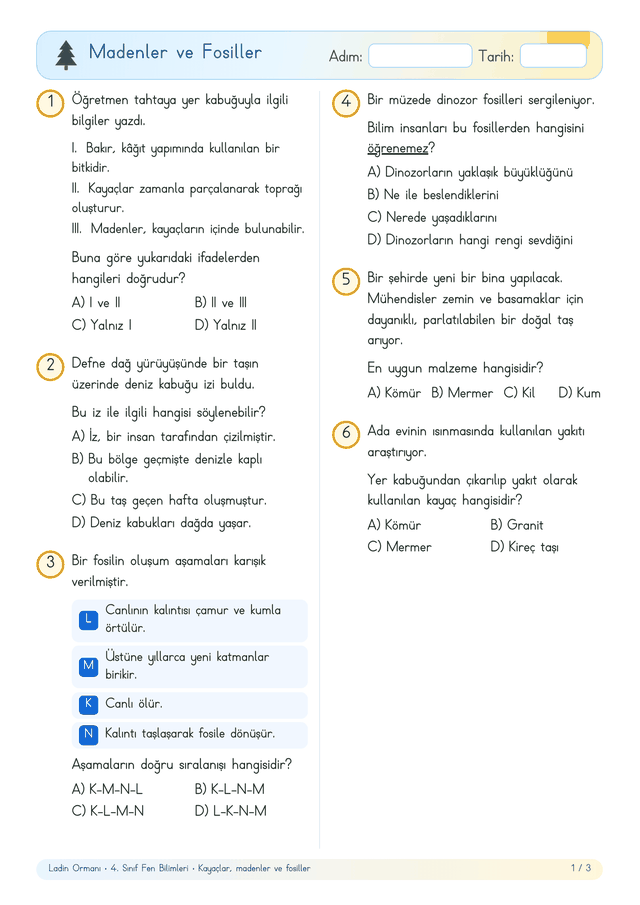 Madenler ve Fosiller
Adım:
Tarih:
1
Öğretmen tahtaya yer kabuğuyla ilgili
bilgiler yazdı.
I. Bakır, kâğıt yapımında kullanılan bir
bitkidir.
II. Kayaçlar zamanla parçalanarak toprağı
oluşturur.
III. Madenler, kayaçların içinde bulunabilir.
Buna göre yukarıdaki ifadelerden
hangileri doğrudur?
A) I ve II B) II ve III
C) Yalnız I D) Yalnız II
2
Defne dağ yürüyüşünde bir taşın
üzerinde deniz kabuğu izi buldu.
Bu iz ile ilgili hangisi söylenebilir?
A) İz, bir insan tarafından çizilmiştir.
B) Bu bölge geçmişte denizle kaplı
olabilir.
C) Bu taş geçen hafta oluşmuştur.
D) Deniz kabukları dağda yaşar.
3
Bir fosilin oluşum aşamaları karışık
verilmiştir.
L
Canlının kalıntısı çamur ve kumla
örtülür.
M
Üstüne yıllarca yeni katmanlar
birikir.
K
Canlı ölür.
N
Kalıntı taşlaşarak fosile dönüşür.
Aşamaların doğru sıralanışı hangisidir?
A) K-M-N-L B) K-L-N-M
C) K-L-M-N D) L-K-N-M
4
Bir müzede dinozor fosilleri sergileniyor.
Bilim insanları bu fosillerden hangisini
öğrenemez?
A) Dinozorların yaklaşık büyüklüğünü
B) Ne ile beslendiklerini
C) Nerede yaşadıklarını
D) Dinozorların hangi rengi sevdiğini
5
Bir şehirde yeni bir bina yapılacak.
Mühendisler zemin ve basamaklar için
dayanıklı, parlatılabilen bir doğal taş
arıyor.
En uygun malzeme hangisidir?
A) Kömür B) Mermer C) Kil D) Kum
6
Ada evinin ısınmasında kullanılan yakıtı
araştırıyor.
Yer kabuğundan çıkarılıp yakıt olarak
kullanılan kayaç hangisidir?
A) Kömür B) Granit
C) Mermer D) Kireç taşı
Ladin Ormanı • 4. Sınıf Fen Bilimleri • Kayaçlar, madenler ve fosiller
1 / 3